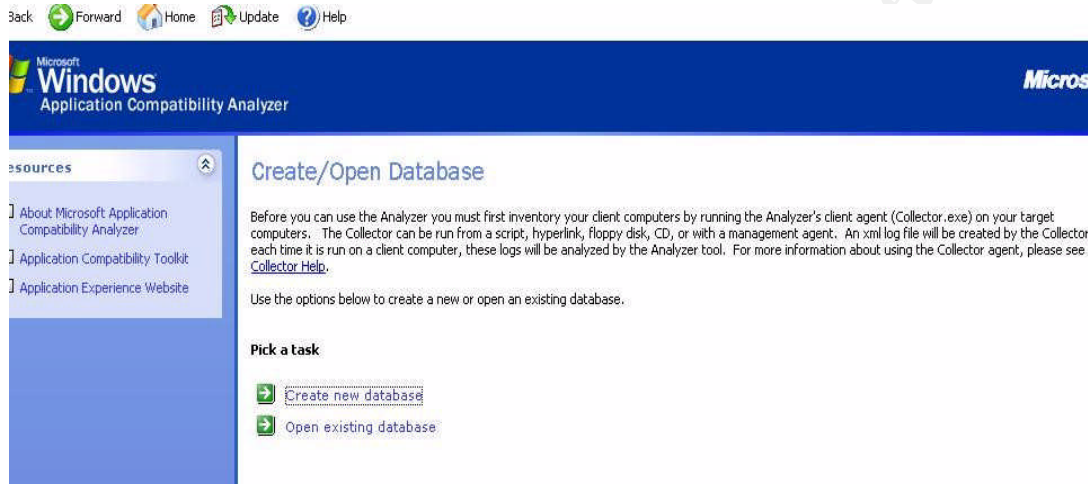 Back Forward Home Update Help
Microsoft
Windows
Application Compatibility Analyzer
Micros
esources
About Microsoft Application
Compatibility Analyzer
Application Compatibility Toolkit
Application Experience Website
Create/Open Database
Before you can use the Analyzer you must first inventory your client computers by running the Analyzer's client agent (Collector.exe) on your target
computers. The Collector can be run from a script, hyperlink, floppy disk, CD, or with a management agent. An xml log file will be created by the Collector
each time it is run on a client computer, these logs will be analyzed by the Analyzer tool. For more information about using the Collector agent, please see
Collector Help.
Use the options below to create a new or open an existing database.
Pick a task
Create new database
Open existing database